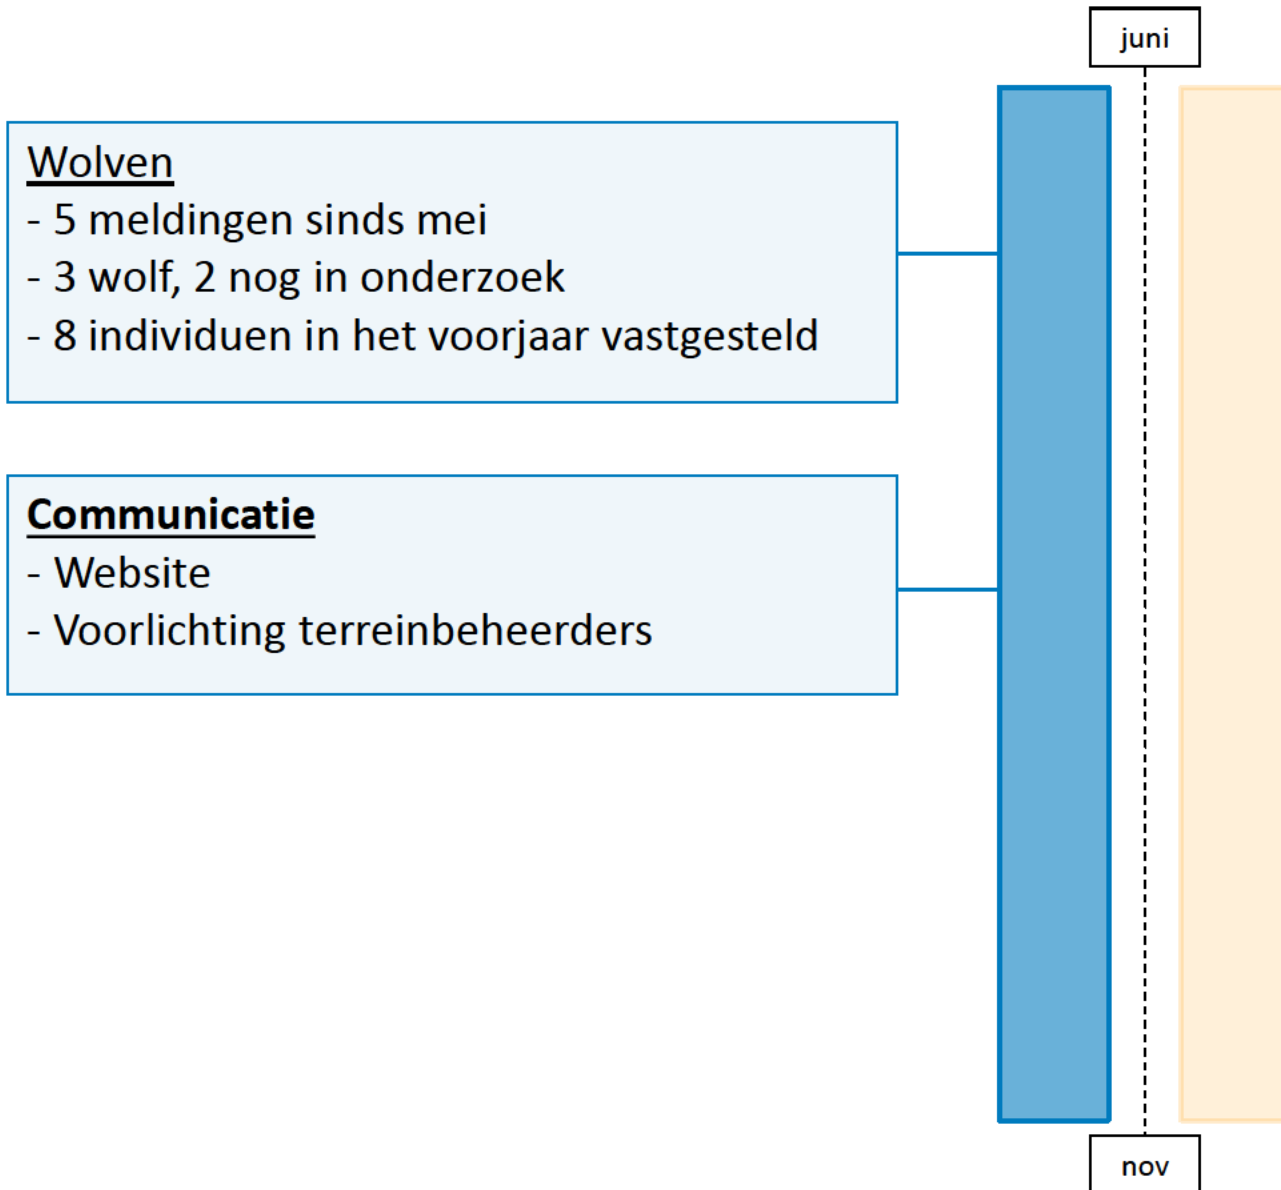 juni
Wolven
- 5 meldingen sinds mei
- 3 wolf, 2 nog in onderzoek
- 8 individuen in het voorjaar vastgesteld
Communicatie
- Website
- Voorlichting terreinbeheerders
nov